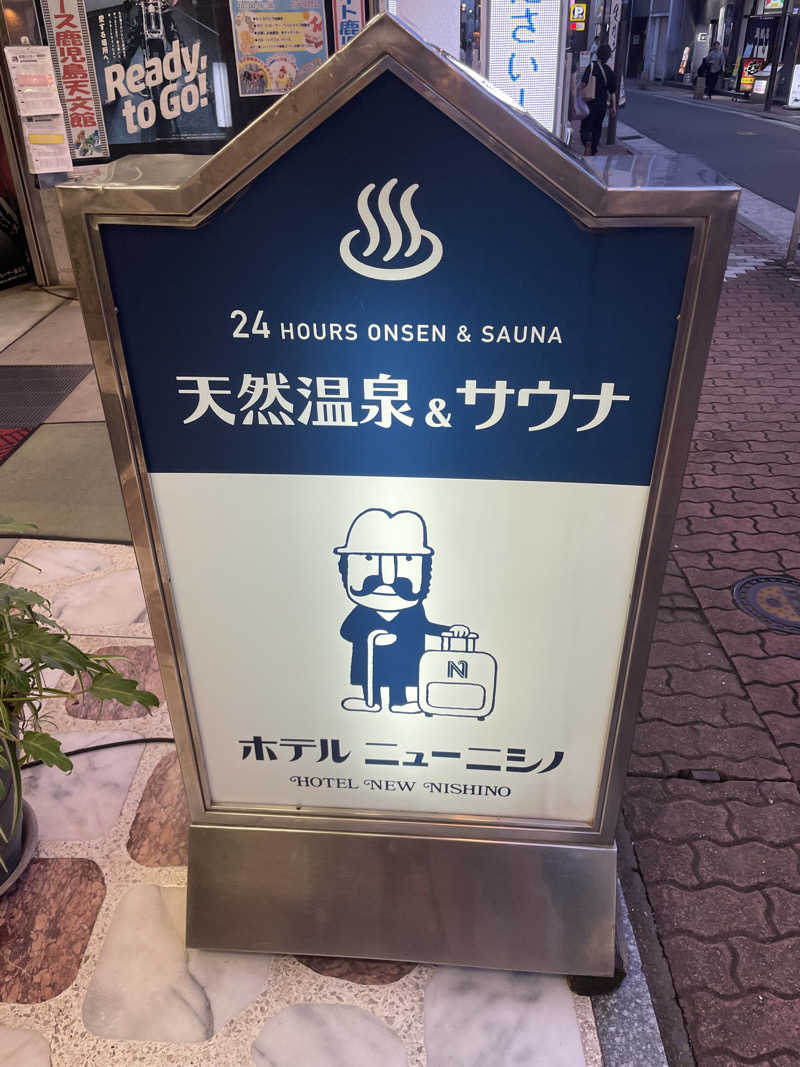 鹿児島天文館
Ready,
to Go!
24 HOURS ONSEN & SAUNA
天然温泉&サウナ
N
ホテル ニューニシノ
HOTEL NEW NISHINO